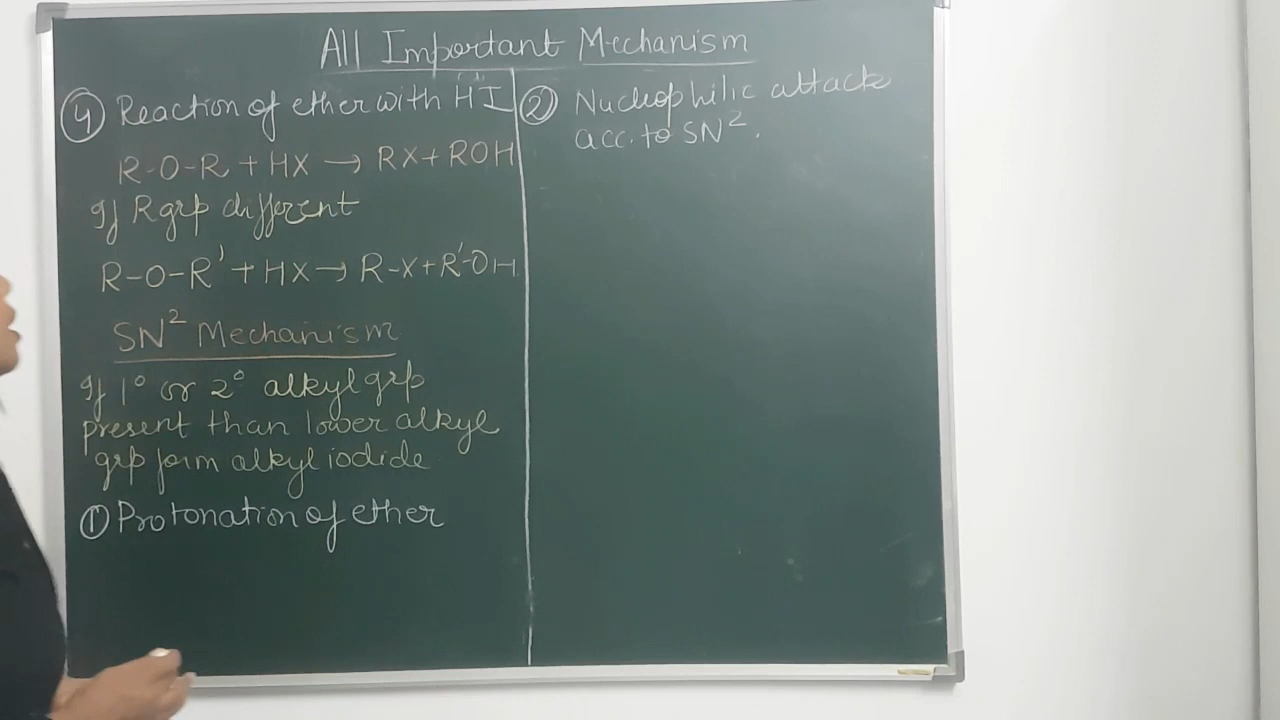 All Important Mechanism
④ Reaction of ether with HI
R-O-R + HX → RX + ROH
If R grp different
R-O-R' + HX → R-X + R'-OH
SN² Mechanism
If 1° or 2° alkyl grp
present than lower alkyl
grp form alkyl iodide
① Protonation of ether
② Nucleophilic attack
acc. to SN².